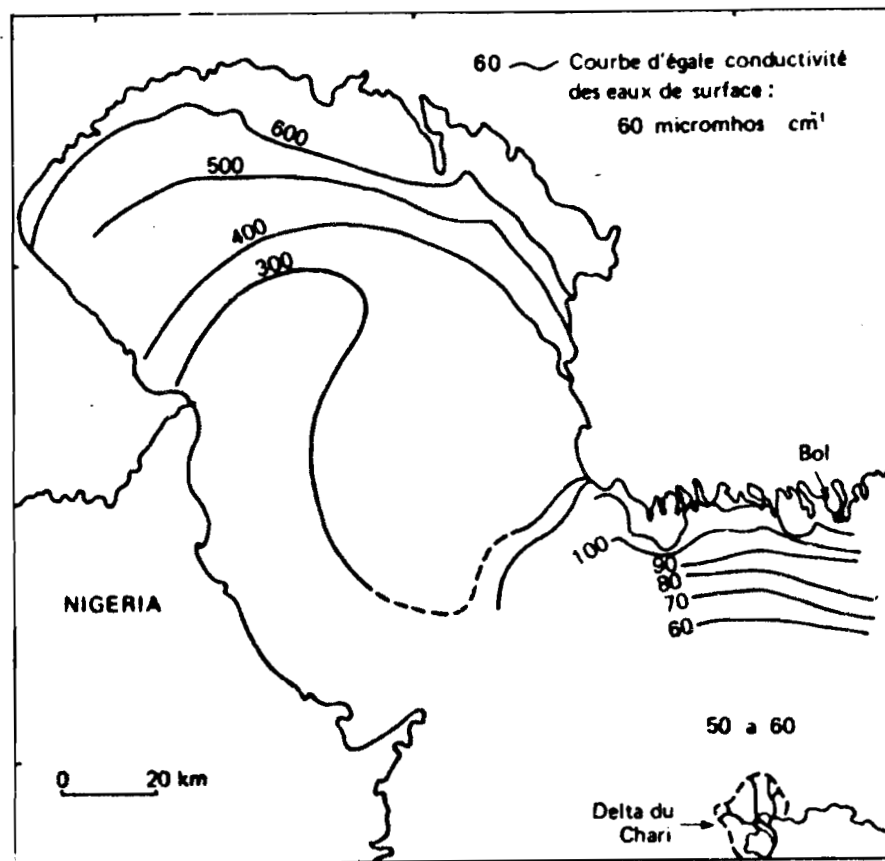 60 Courbe d'égale conductivité
des eaux de surface :
60 micromhos cm⁻¹
600
500
400
300
Bol
100
90
80
70
60
NIGERIA
50 a 60
0 20 km
Delta du
Chari